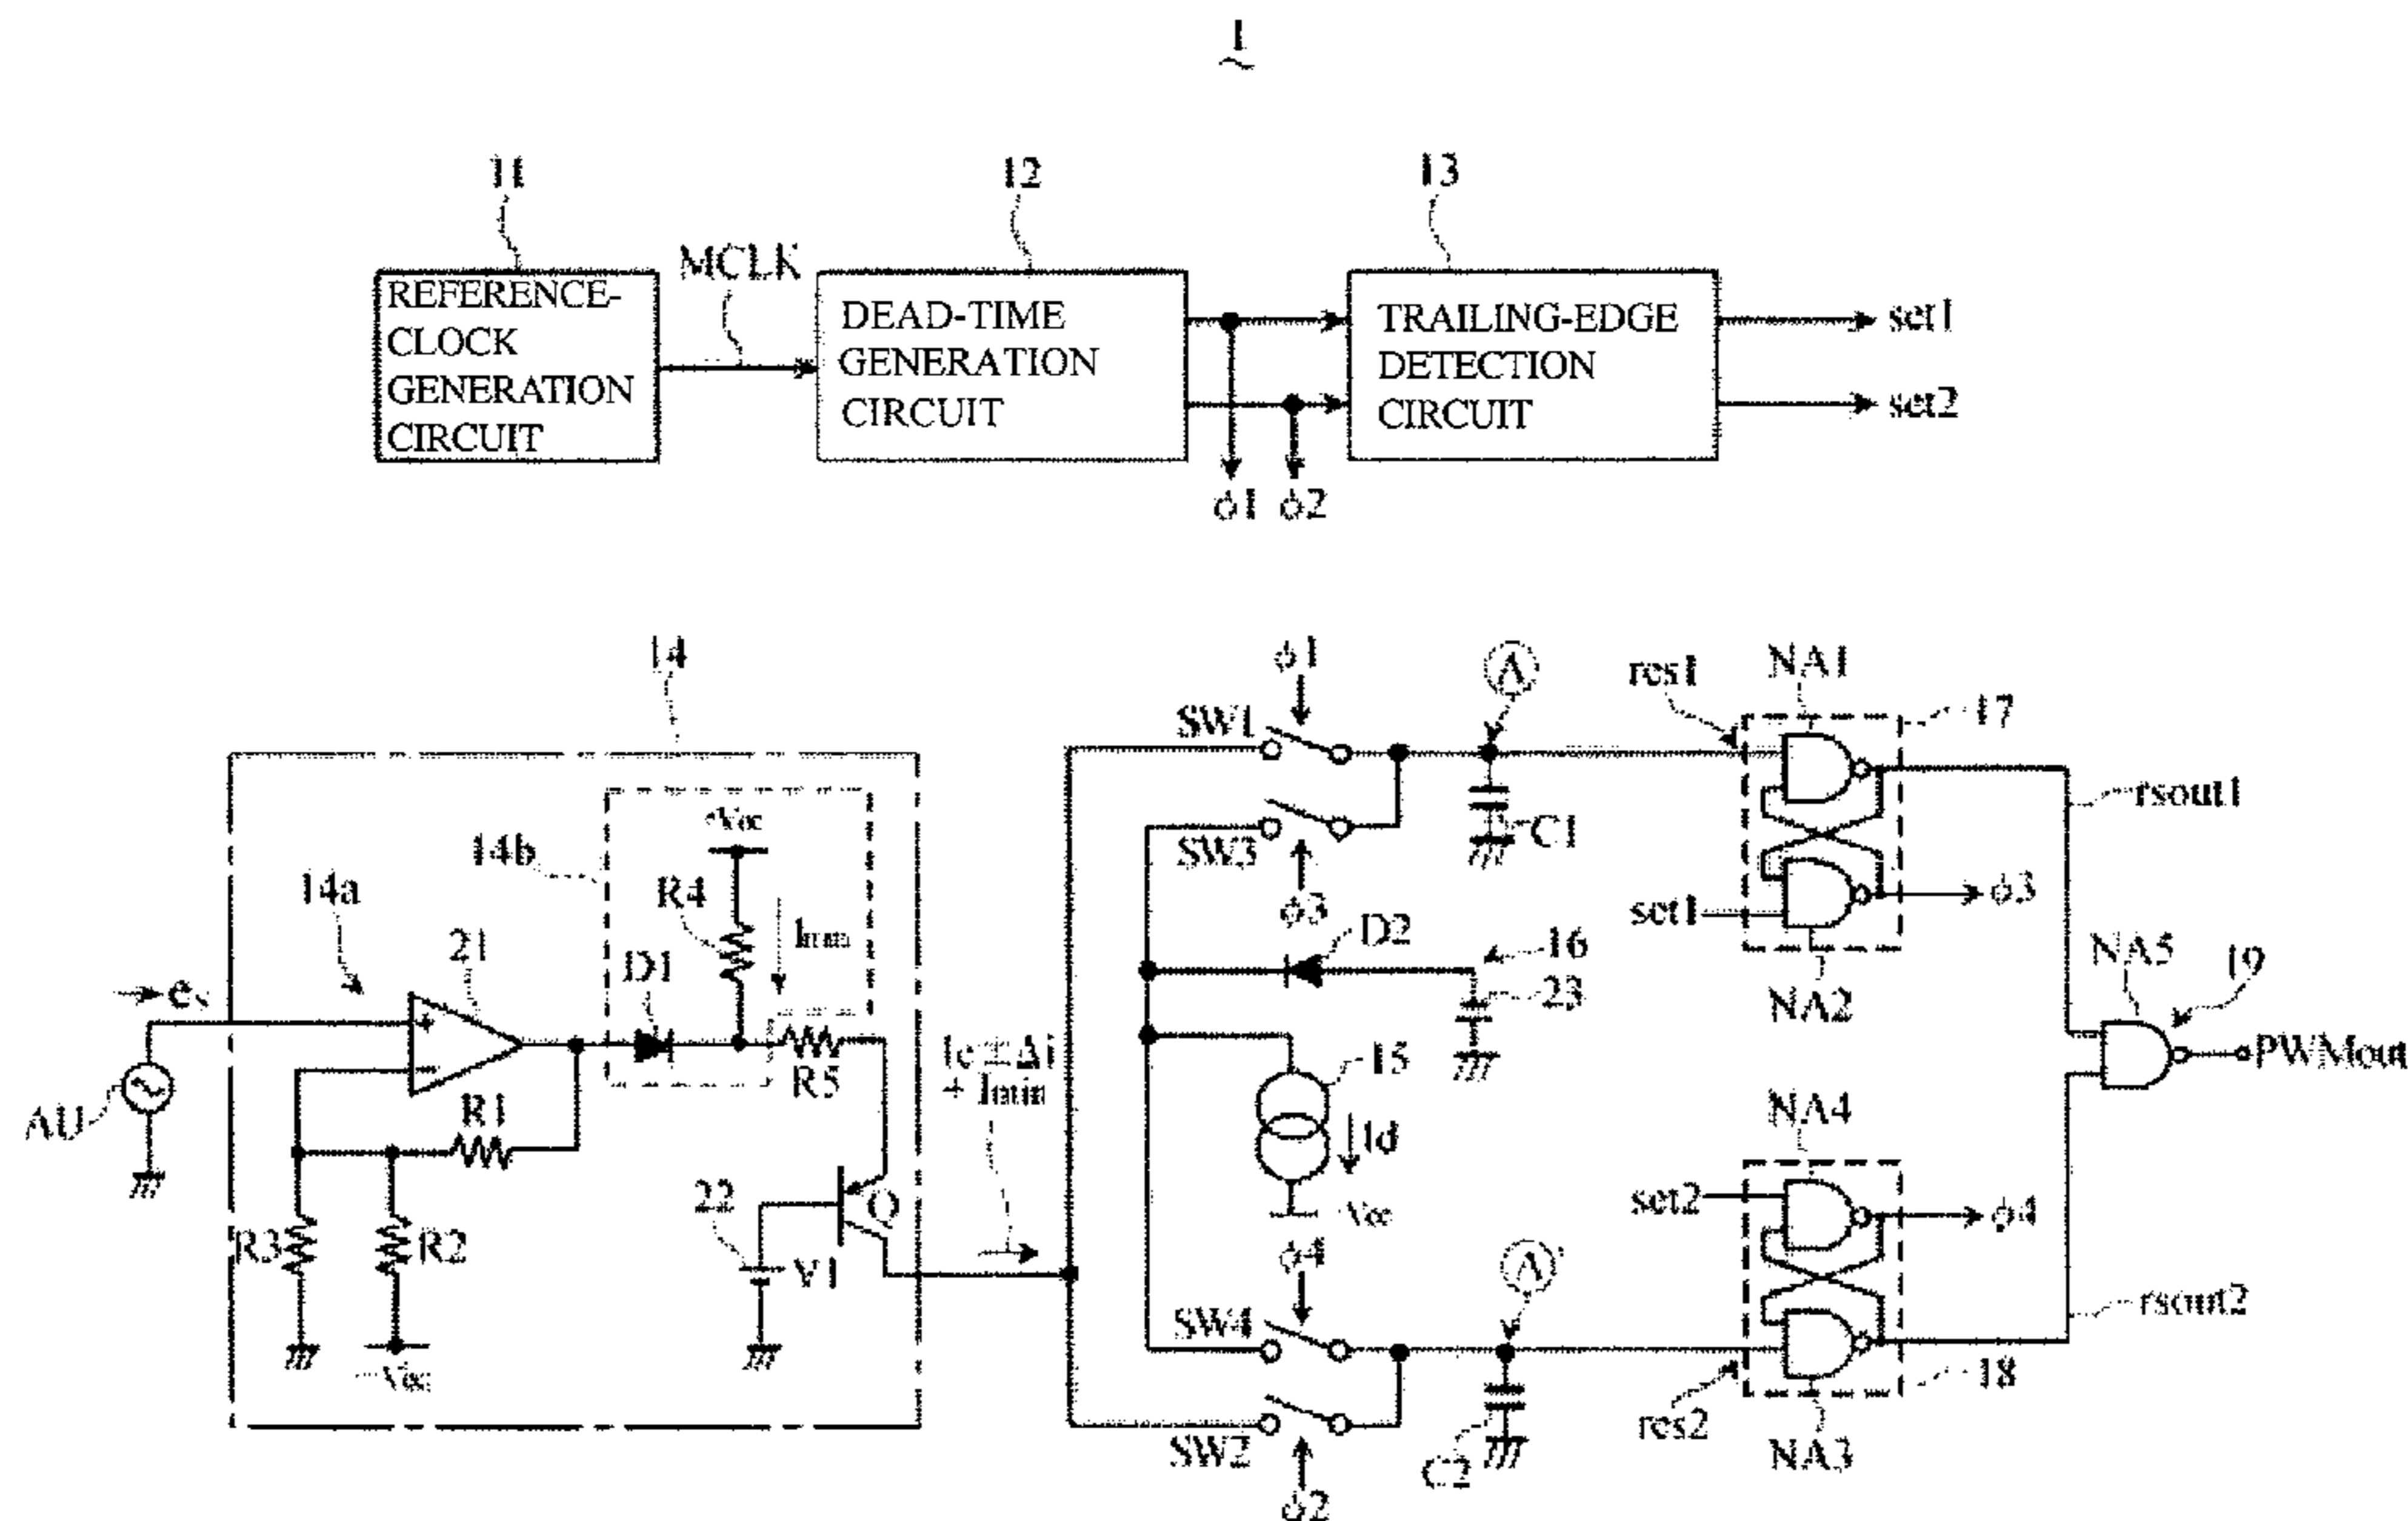 1
11
12
13
MCLK
REFERENCE-
CLOCK
GENERATION
CIRCUIT
DEAD-TIME
GENERATION
CIRCUIT
TRAILING-EDGE
DETECTION
CIRCUIT
set1
set2
ϕ1 ϕ2
14
14a
14b
+Vcc
R4
Imin
D1
21
eS
AU
R1
R5
R3
R2
-Vcc
22
V1
Q
Ic±Δi
+ Imin
ϕ1
SW1
SW3
ϕ3
A
C1
D2
16
23
15
Id
-Vcc
ϕ4
SW4
SW2
ϕ2
A'
C2
res1
NA1
17
rsout1
set1
ϕ3
NA2
NA5
19
PWMout
NA4
set2
ϕ4
rsout2
res2
18
NA3